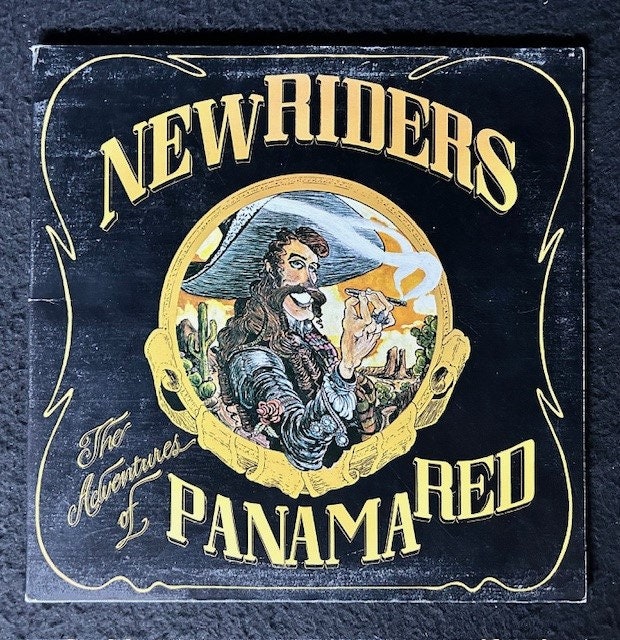 NEW RIDERS
The
Adventures
of
PANAMA RED